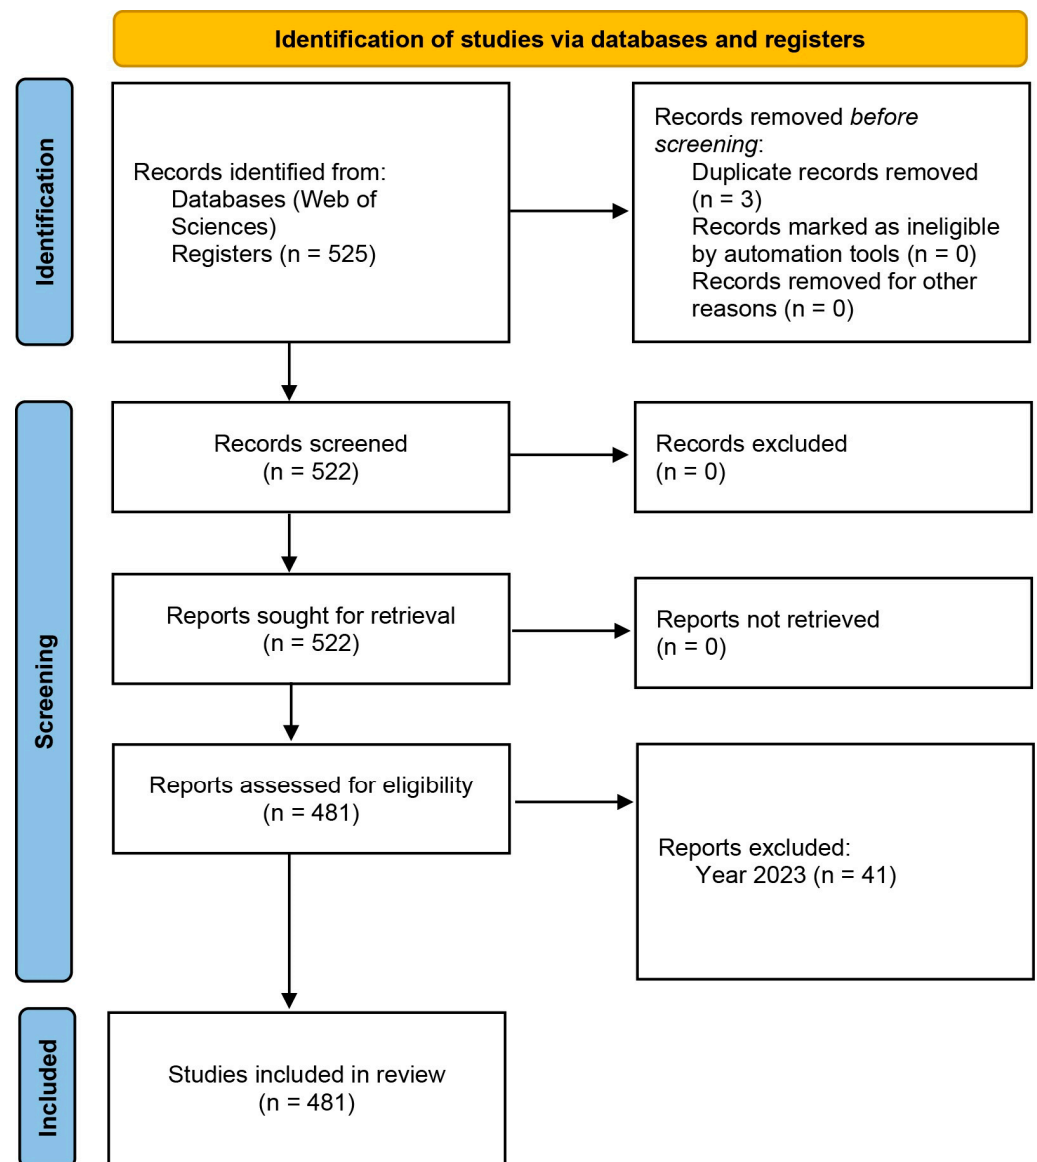 Identification of studies via databases and registers
Identification
Records identified from:
Databases (Web of
Sciences)
Registers (n = 525)
Records removed before
screening:
Duplicate records removed
(n = 3)
Records marked as ineligible
by automation tools (n = 0)
Records removed for other
reasons (n = 0)
Screening
Records screened
(n = 522)
Records excluded
(n = 0)
Reports sought for retrieval
(n = 522)
Reports not retrieved
(n = 0)
Reports assessed for eligibility
(n = 481)
Reports excluded:
Year 2023 (n = 41)
Included
Studies included in review
(n = 481)